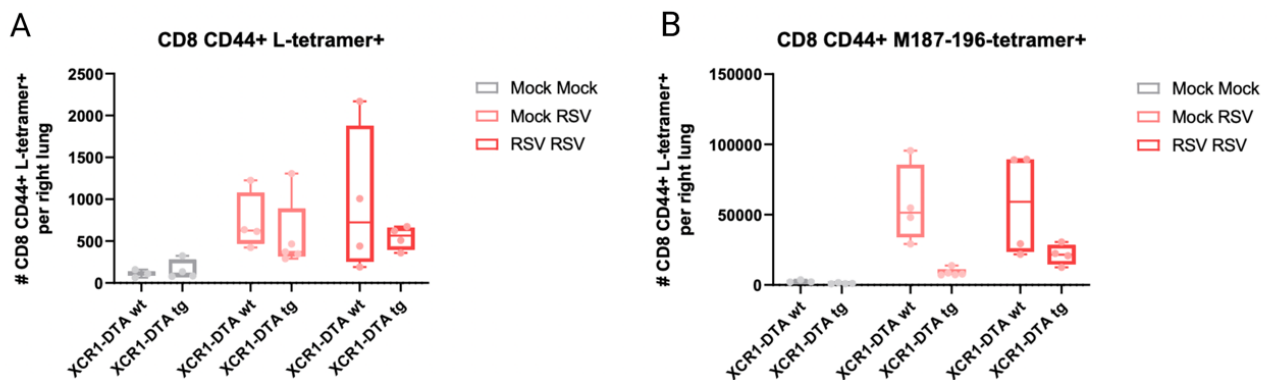 A
CD8 CD44+ L-tetramer+
# CD8 CD44+ L-tetramer+
per right lung
2500
2000
1500
1000
500
0
XCR1-DTA wt
XCR1-DTA tg
XCR1-DTA wt
XCR1-DTA tg
XCR1-DTA wt
XCR1-DTA tg
Mock Mock
Mock RSV
RSV RSV
B
CD8 CD44+ M187-196-tetramer+
# CD8 CD44+ L-tetramer+
per right lung
150000
100000
50000
0
XCR1-DTA wt
XCR1-DTA tg
XCR1-DTA wt
XCR1-DTA tg
XCR1-DTA wt
XCR1-DTA tg
Mock Mock
Mock RSV
RSV RSV